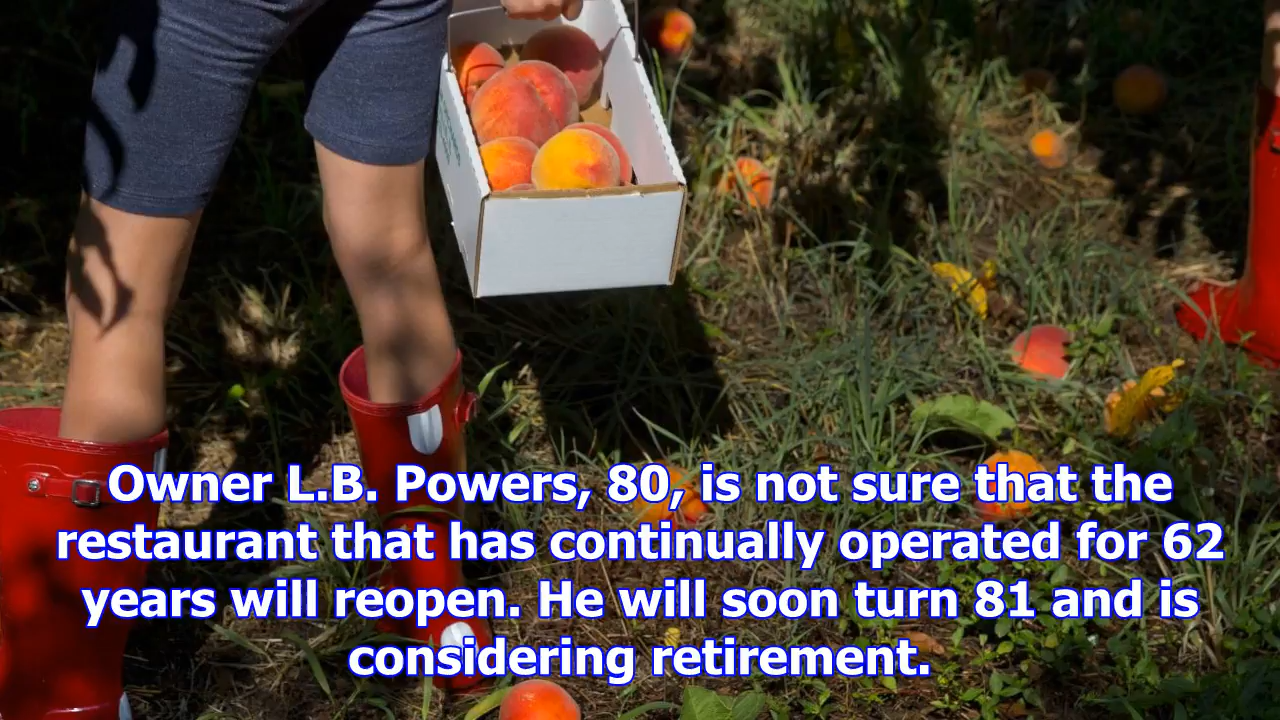 Owner L.B. Powers, 80, is not sure that the
restaurant that has continually operated for 62
years will reopen. He will soon turn 81 and is
considering retirement.